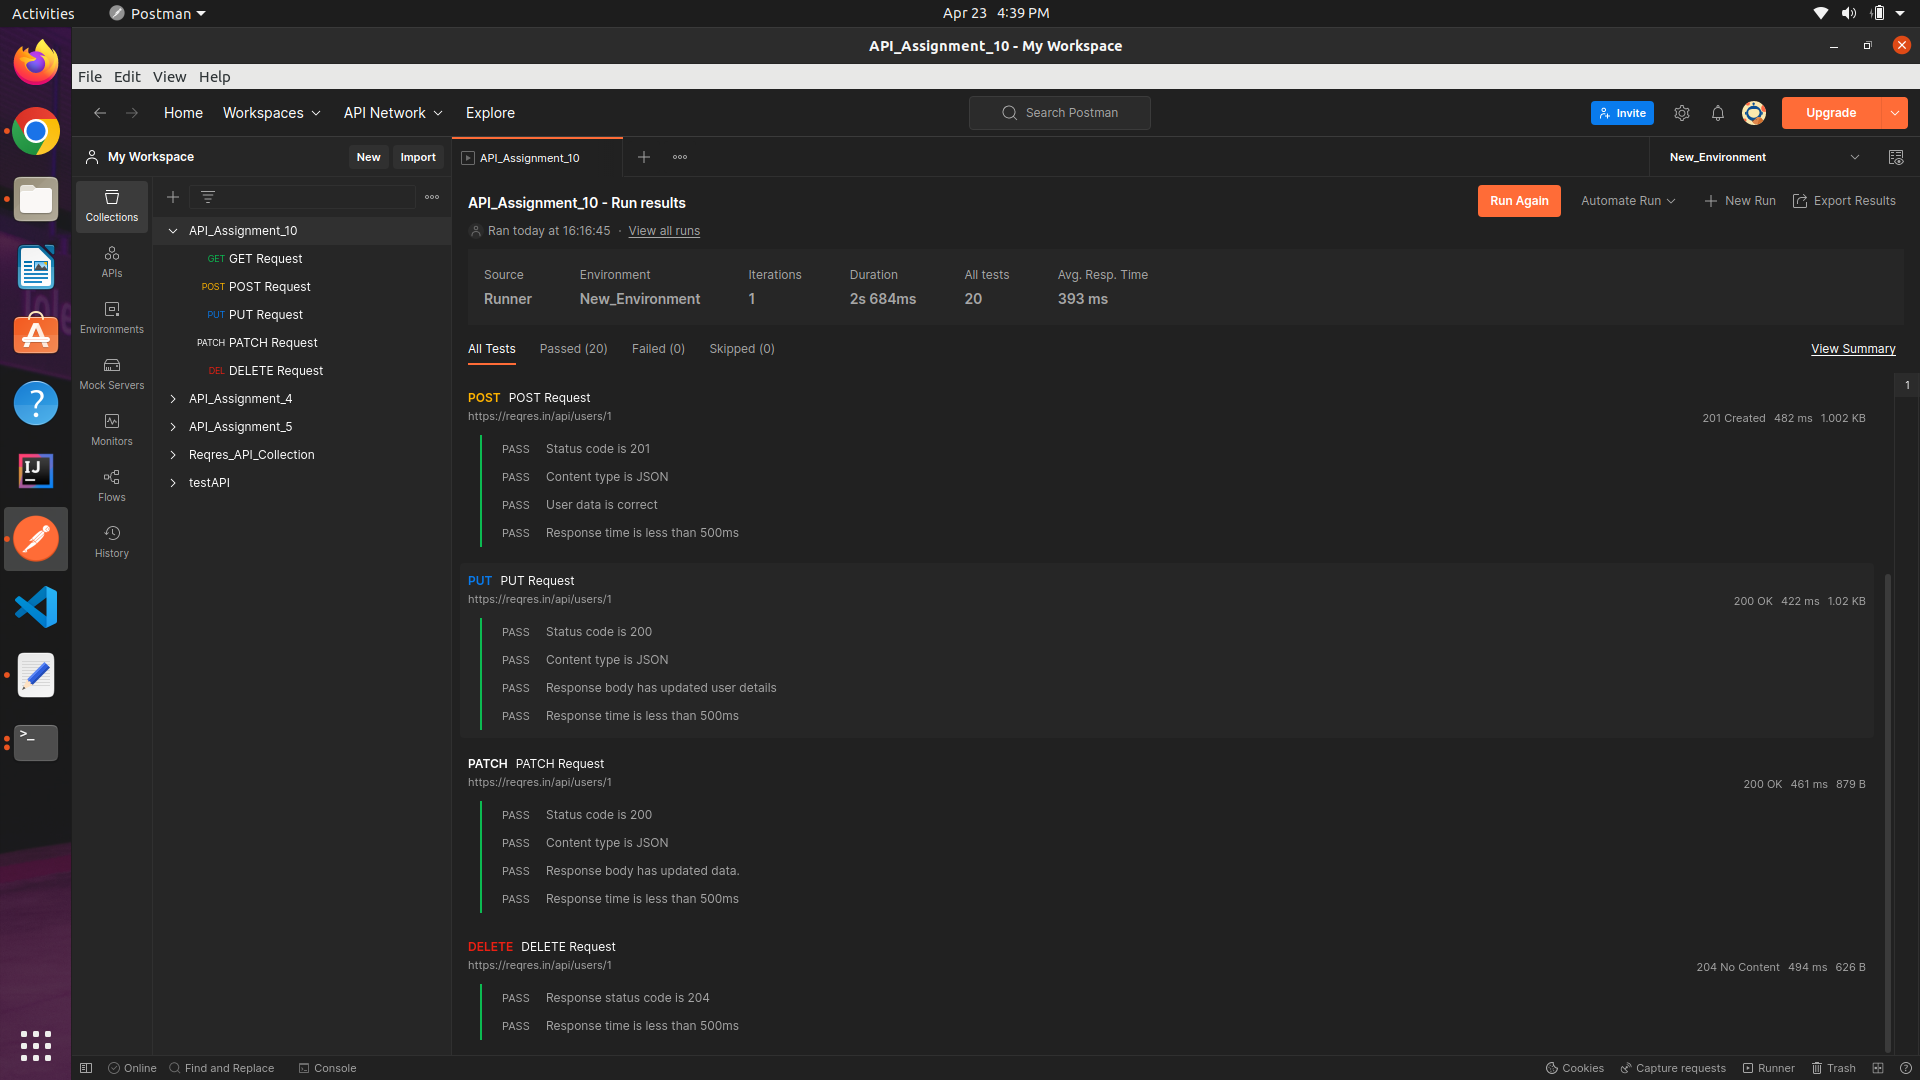 Activities
Postman
Apr 23 4:39 PM
API_Assignment_10 - My Workspace
File Edit View Help
Home Workspaces API Network Explore
Search Postman
Invite
Upgrade
My Workspace
New Import
API_Assignment_10
New_Environment
Collections
APIs
Environments
Mock Servers
Monitors
Flows
History
API_Assignment_10
GET GET Request
POST POST Request
PUT PUT Request
PATCH PATCH Request
DEL DELETE Request
API_Assignment_4
API_Assignment_5
Reqres_API_Collection
testAPI
API_Assignment_10 - Run results
Run Again Automate Run New Run Export Results
Ran today at 16:16:45 · View all runs
Source Environment Iterations Duration All tests Avg. Resp. Time
Runner New_Environment 1 2s 684ms 20 393 ms
All Tests Passed (20) Failed (0) Skipped (0) View Summary
1
POST POST Request
https://reqres.in/api/users/1
201 Created 482 ms 1.002 KB
PASS Status code is 201
PASS Content type is JSON
PASS User data is correct
PASS Response time is less than 500ms
PUT PUT Request
https://reqres.in/api/users/1
200 OK 422 ms 1.02 KB
PASS Status code is 200
PASS Content type is JSON
PASS Response body has updated user details
PASS Response time is less than 500ms
PATCH PATCH Request
https://reqres.in/api/users/1
200 OK 461 ms 879 B
PASS Status code is 200
PASS Content type is JSON
PASS Response body has updated data.
PASS Response time is less than 500ms
DELETE DELETE Request
https://reqres.in/api/users/1
204 No Content 494 ms 626 B
PASS Response status code is 204
PASS Response time is less than 500ms
Online Find and Replace Console
Cookies Capture requests Runner Trash